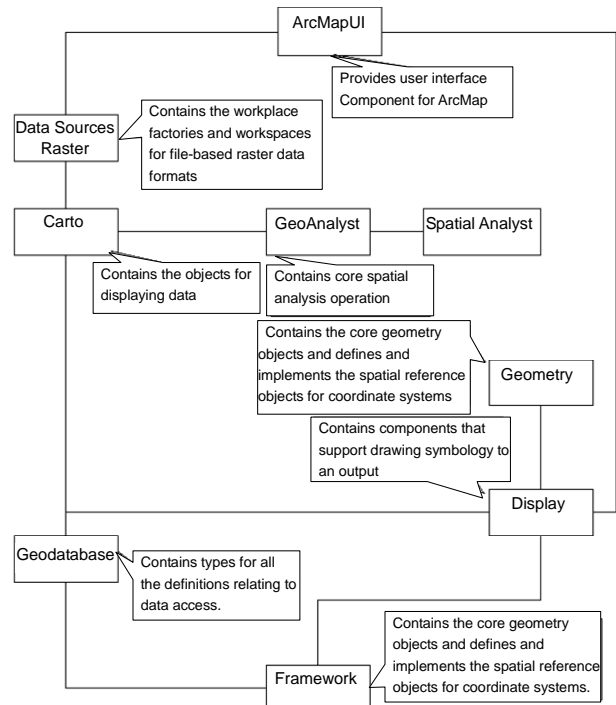 ArcMapUI
Provides user interface
Component for ArcMap
Data Sources
Raster
Contains the workplace
factories and workspaces
for file-based raster data
formats
Carto
GeoAnalyst
Spatial Analyst
Contains the objects for
displaying data
Contains core spatial
analysis operation
Contains the core geometry
objects and defines and
implements the spatial reference
objects for coordinate systems
Geometry
Contains components that
support drawing symbology to
an output
Display
Geodatabase
Contains types for all
the definitions relating to
data access.
Framework
Contains the core geometry
objects and defines and
implements the spatial reference
objects for coordinate systems.